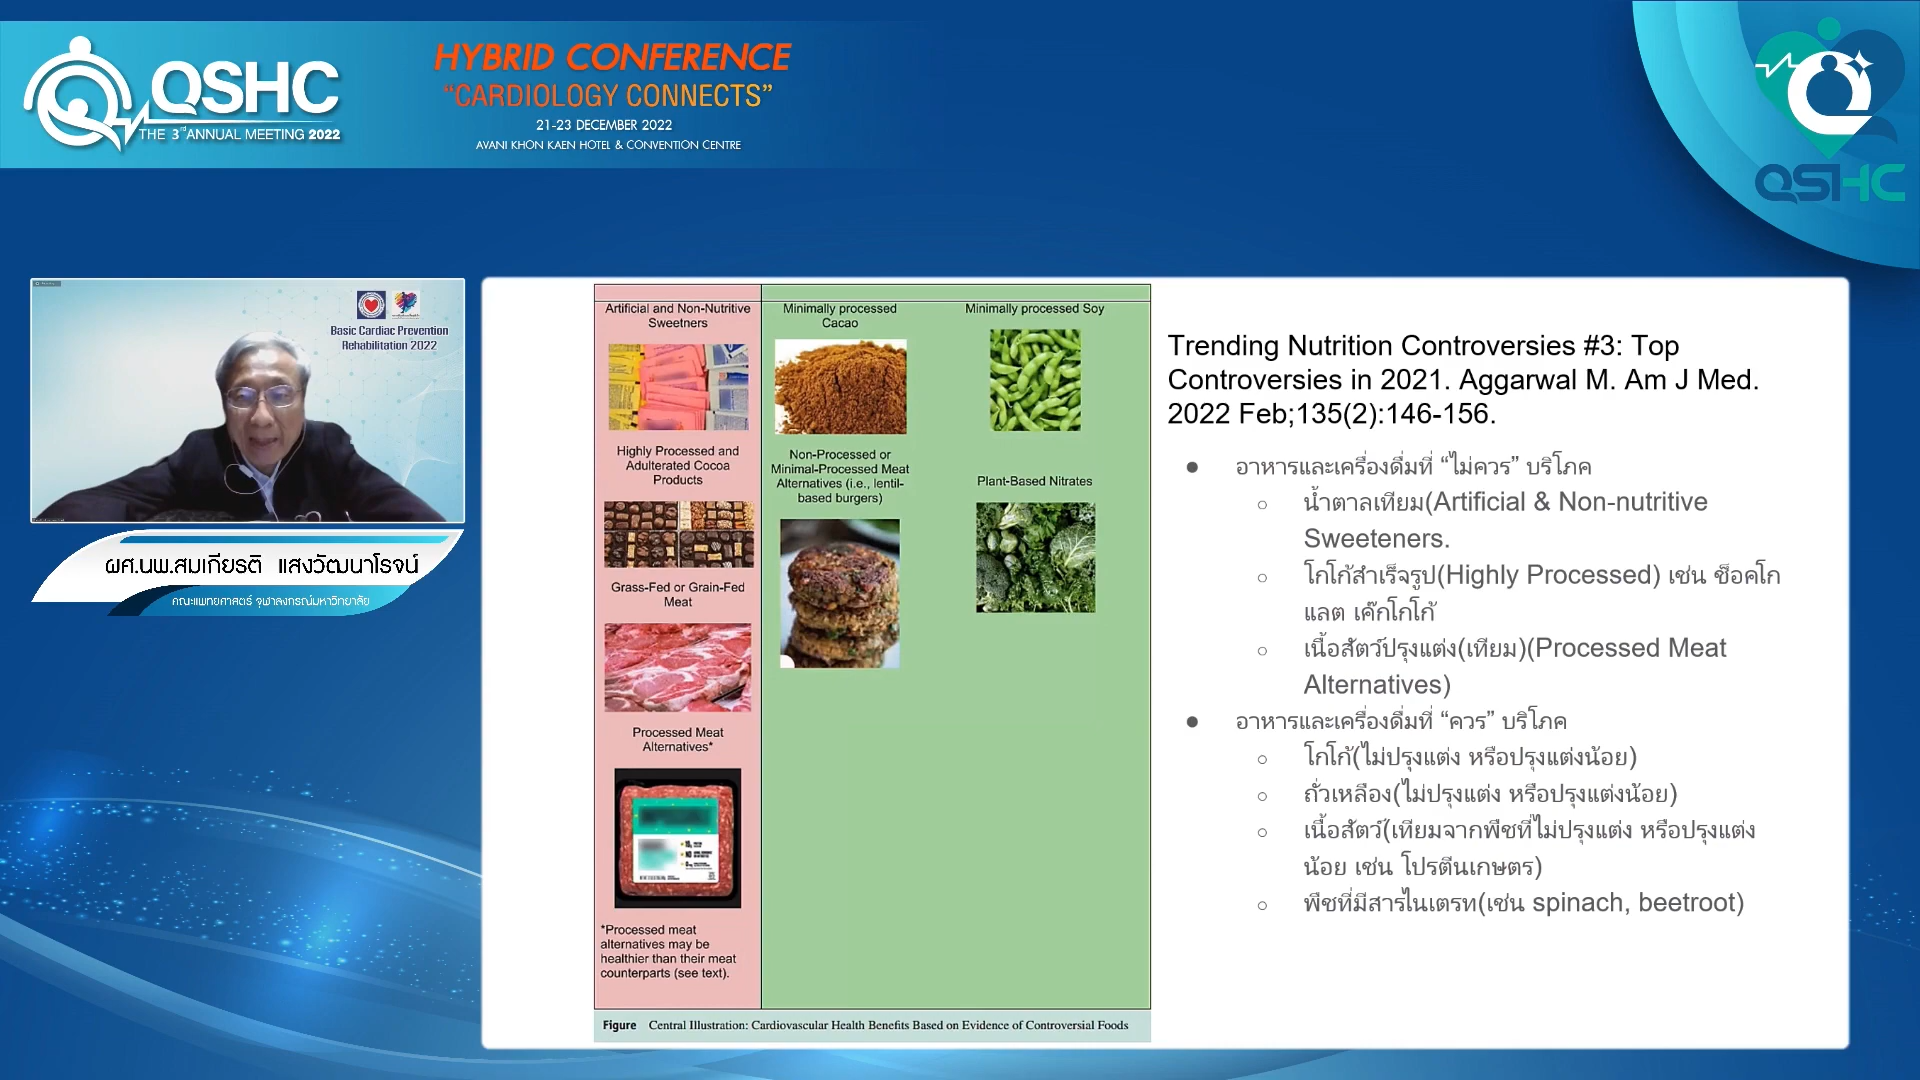 QSHC
THE 3rd ANNUAL MEETING 2022
HYBRID CONFERENCE
“CARDIOLOGY CONNECTS”
21-23 DECEMBER 2022
AVANI KHON KAEN HOTEL & CONVENTION CENTRE
QSHC
Basic Cardiac Prevention
Rehabilitation 2022
ผศ.นพ.สมเกียรติ แสงวัฒนาโรจน์
คณะแพทยศาสตร์ จุฬาลงกรณ์มหาวิทยาลัย
Artificial and Non-Nutritive
Sweetners
Highly Processed and
Adulterated Cocoa
Products
Grass-Fed or Grain-Fed
Meat
Processed Meat
Alternatives*
*Processed meat
alternatives may be
healthier than their meat
counterparts (see text).
Minimally processed
Cacao
Non-Processed or
Minimal-Processed Meat
Alternatives (i.e., lentil-
based burgers)
Minimally processed Soy
Plant-Based Nitrates
Figure Central Illustration: Cardiovascular Health Benefits Based on Evidence of Controversial Foods
Trending Nutrition Controversies #3: Top
Controversies in 2021. Aggarwal M. Am J Med.
2022 Feb;135(2):146-156.
● อาหารและเครื่องดื่มที่ “ไม่ควร” บริโภค
○ น้ำตาลเทียม(Artificial & Non-nutritive
Sweeteners.
○ โกโก้สำเร็จรูป(Highly Processed) เช่น ช็อคโก
แลต เค๊กโกโก้
○ เนื้อสัตว์ปรุงแต่ง(เทียม)(Processed Meat
Alternatives)
● อาหารและเครื่องดื่มที่ “ควร” บริโภค
○ โกโก้(ไม่ปรุงแต่ง หรือปรุงแต่งน้อย)
○ ถั่วเหลือง(ไม่ปรุงแต่ง หรือปรุงแต่งน้อย)
○ เนื้อสัตว์(เทียมจากพืชที่ไม่ปรุงแต่ง หรือปรุงแต่ง
น้อย เช่น โปรตีนเกษตร)
○ พืชที่มีสารไนเตรท(เช่น spinach, beetroot)